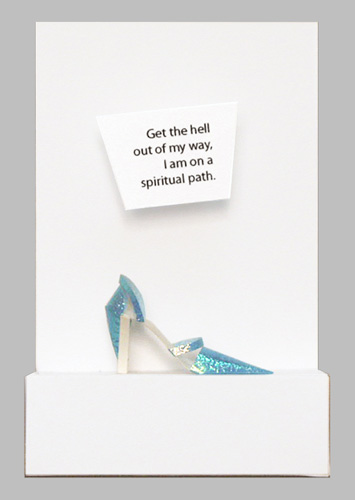 Get the hell
out of my way,
I am on a
spiritual path.